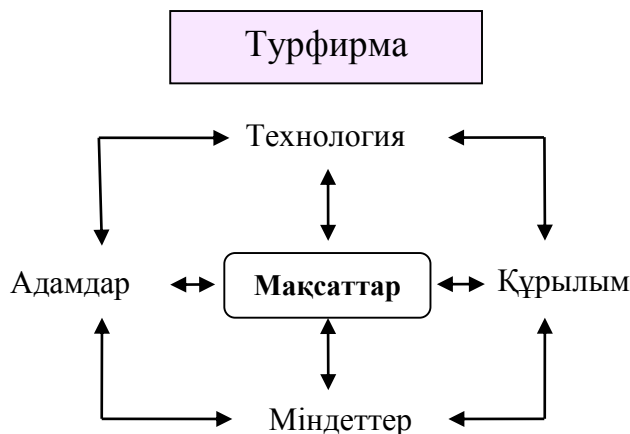 Турфирма
Технология
Адамдар
Мақсаттар
Құрылым
Міндеттер